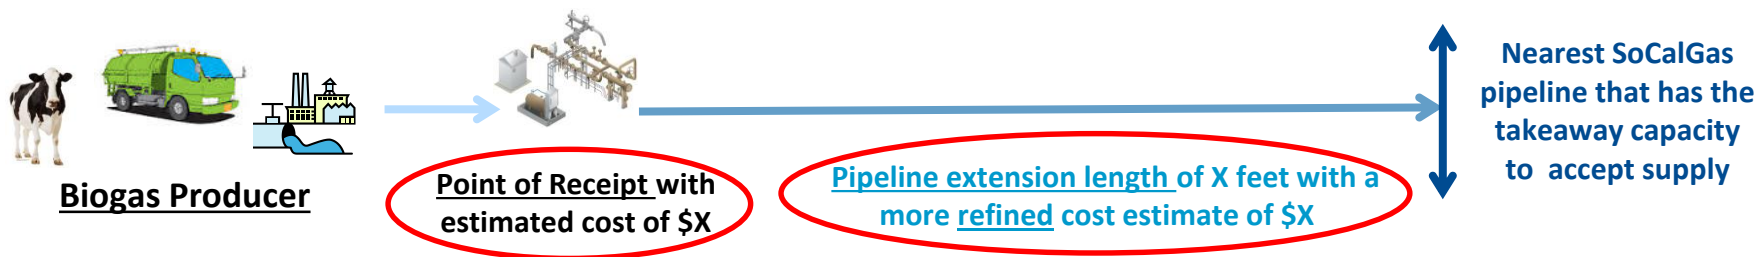 Biogas Producer
Point of Receipt with
estimated cost of $X
Pipeline extension length of X feet with a
more refined cost estimate of $X
Nearest SoCalGas
pipeline that has the
takeaway capacity
to  accept supply